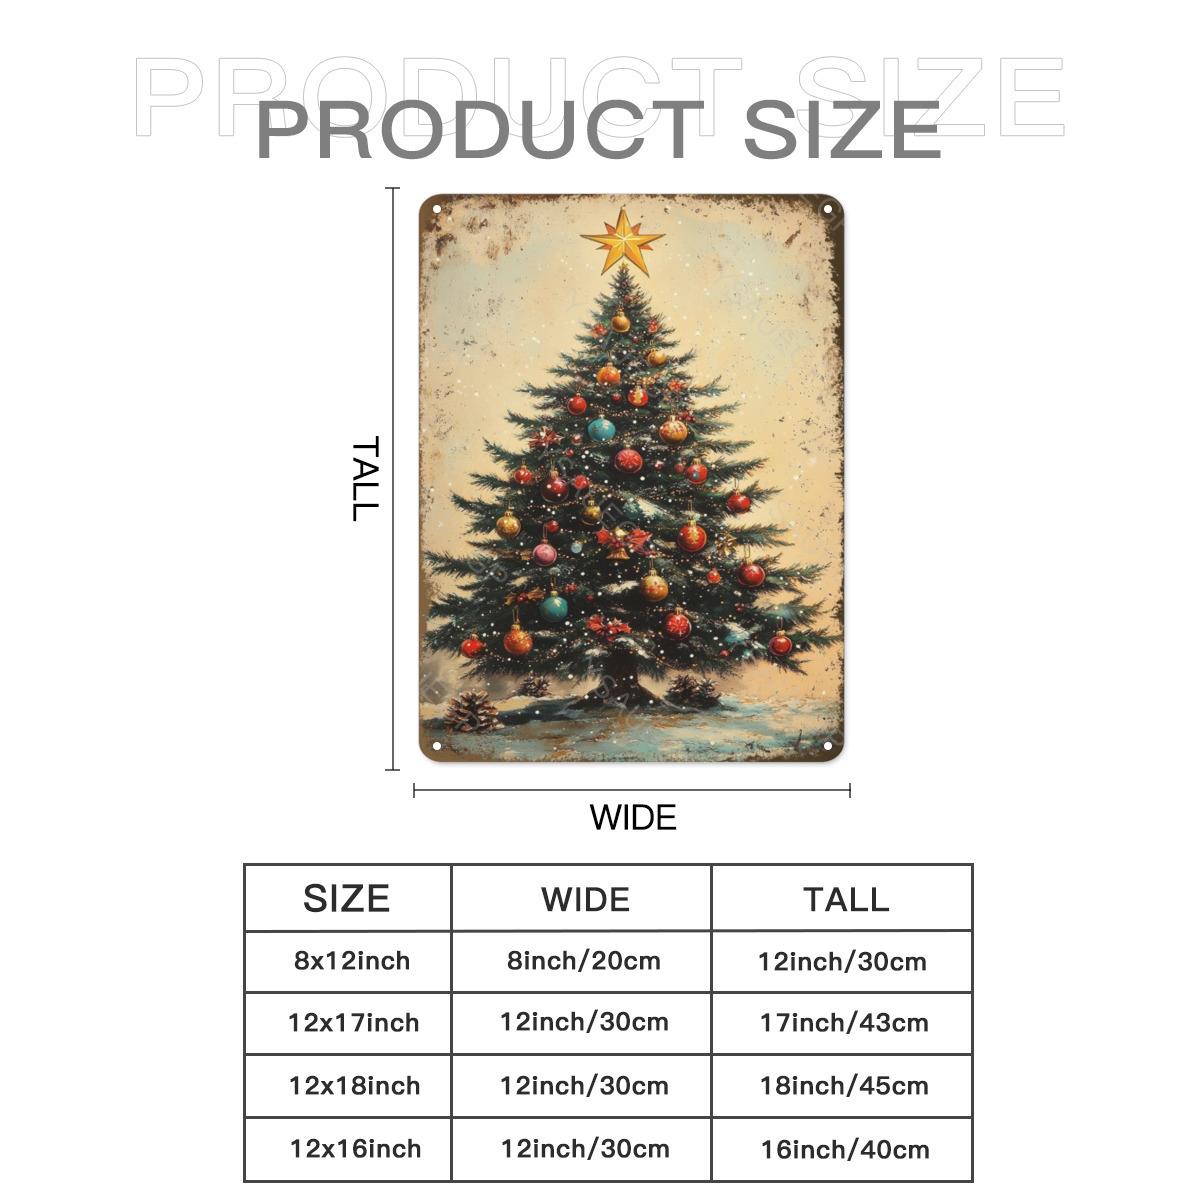 PRODUCT SIZE
PRODUCT SIZE
TALL
WIDE
SIZE WIDE TALL
8x12inch 8inch/20cm 12inch/30cm
12x17inch 12inch/30cm 17inch/43cm
12x18inch 12inch/30cm 18inch/45cm
12x16inch 12inch/30cm 16inch/40cm